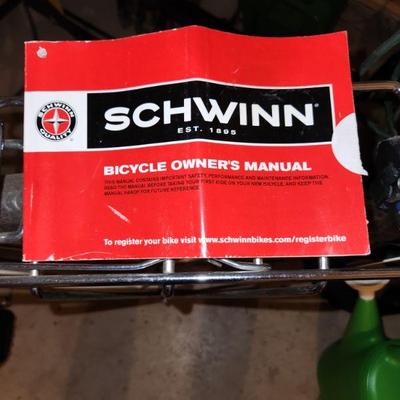 SCHWINN
QUALITY
SCHWINN®
EST. 1895
BICYCLE OWNER'S MANUAL
THIS MANUAL CONTAINS IMPORTANT SAFETY, PERFORMANCE AND MAINTENANCE INFORMATION.
READ THE MANUAL BEFORE TAKING YOUR FIRST RIDE ON YOUR NEW BICYCLE, AND KEEP THE
MANUAL HANDY FOR FUTURE REFERENCE.
To register your bike visit www.schwinnbikes.com/registerbike